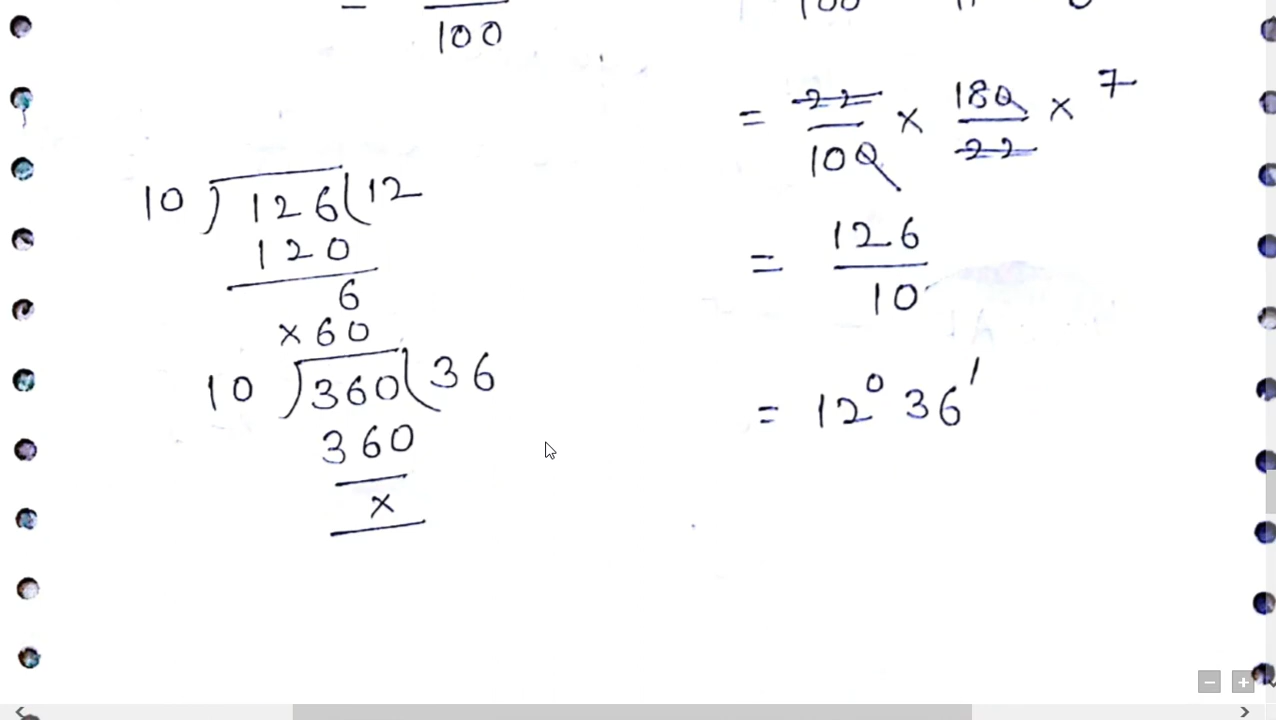 100
10 ) 126 ( 12
120
6
× 60
10 ) 360 ( 36
360
×
= 22/100 × 180/22 × 7
= 126/10
= 12° 36′